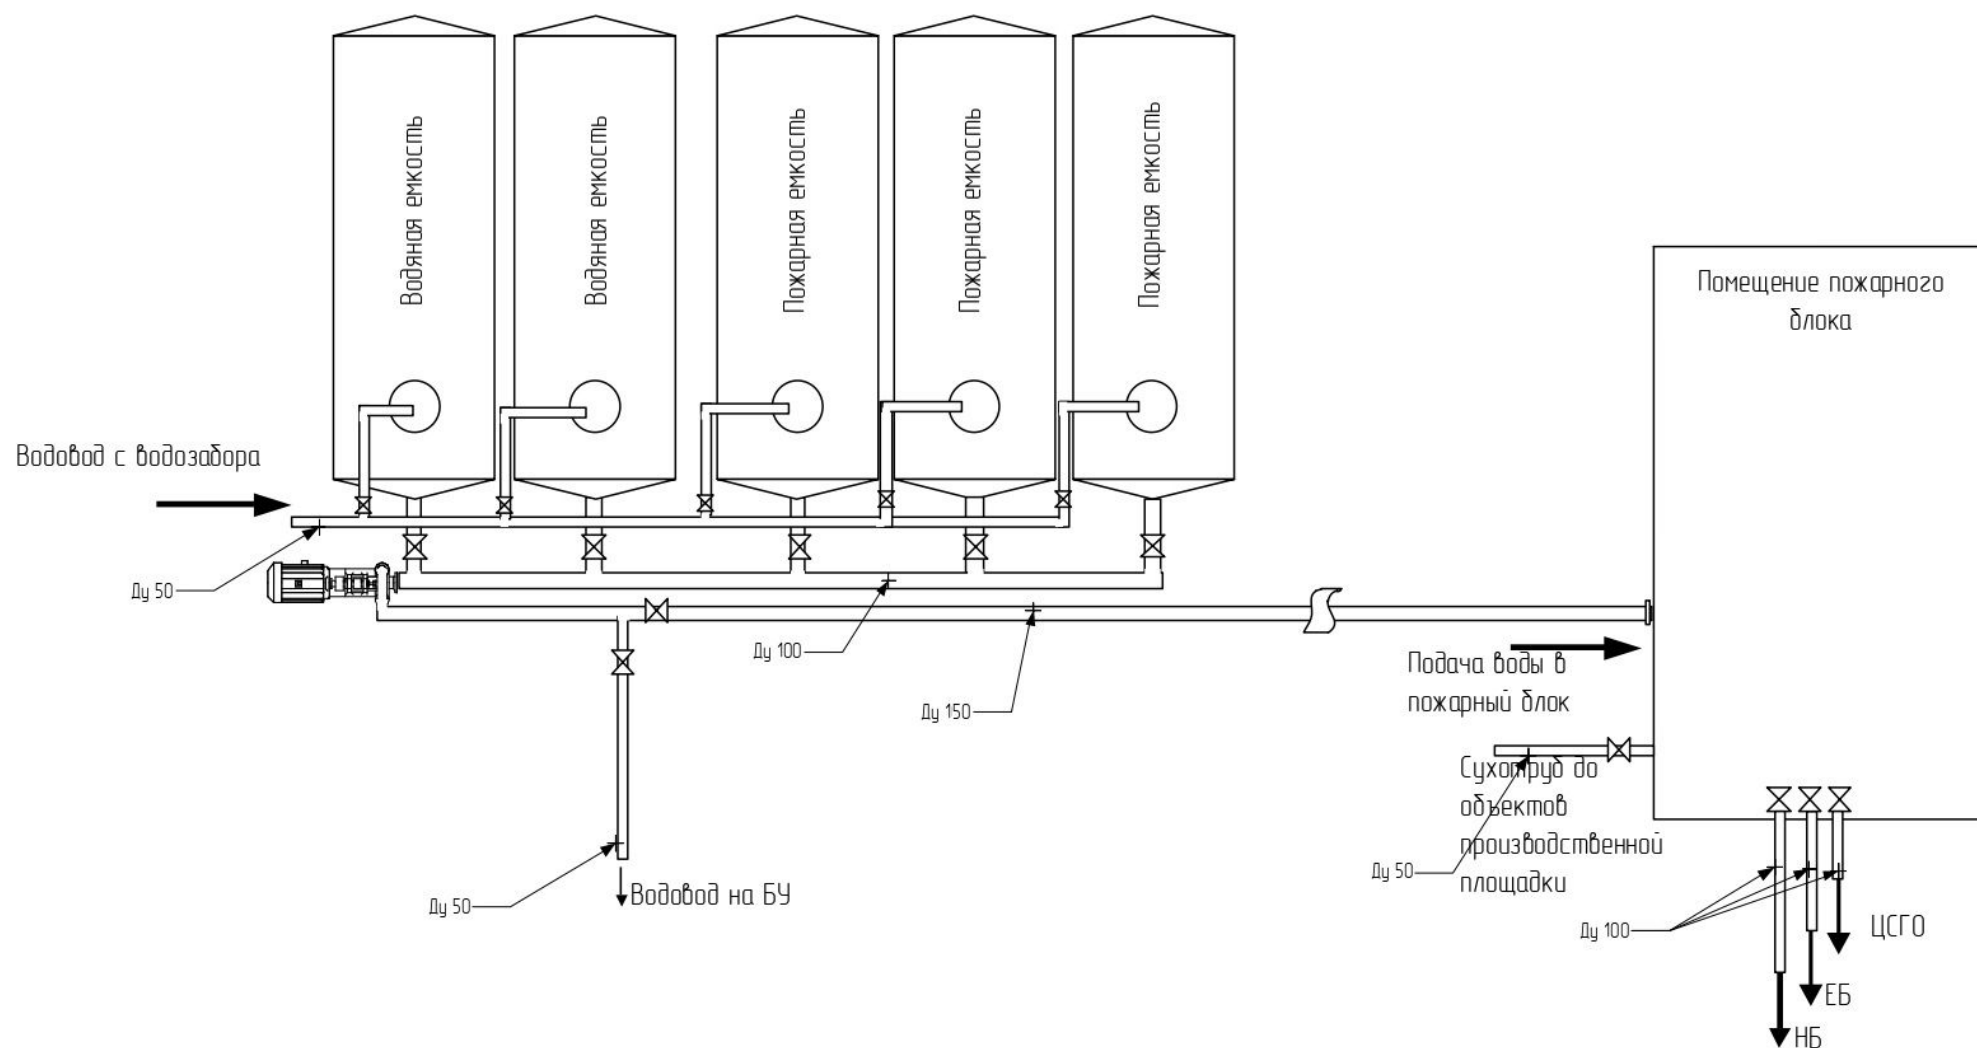 Водяная емкость
Водяная емкость
Пожарная емкость
Пожарная емкость
Пожарная емкость
Помещение пожарного
блока
Водовод с водозабора
Ду 50
Ду 100
Ду 150
Подача воды в
пожарный блок
Сухотруб до
объектов
производственной
площадки
Ду 50
Ду 50
Водовод на БУ
Ду 100
ЦСГО
ЕБ
НБ